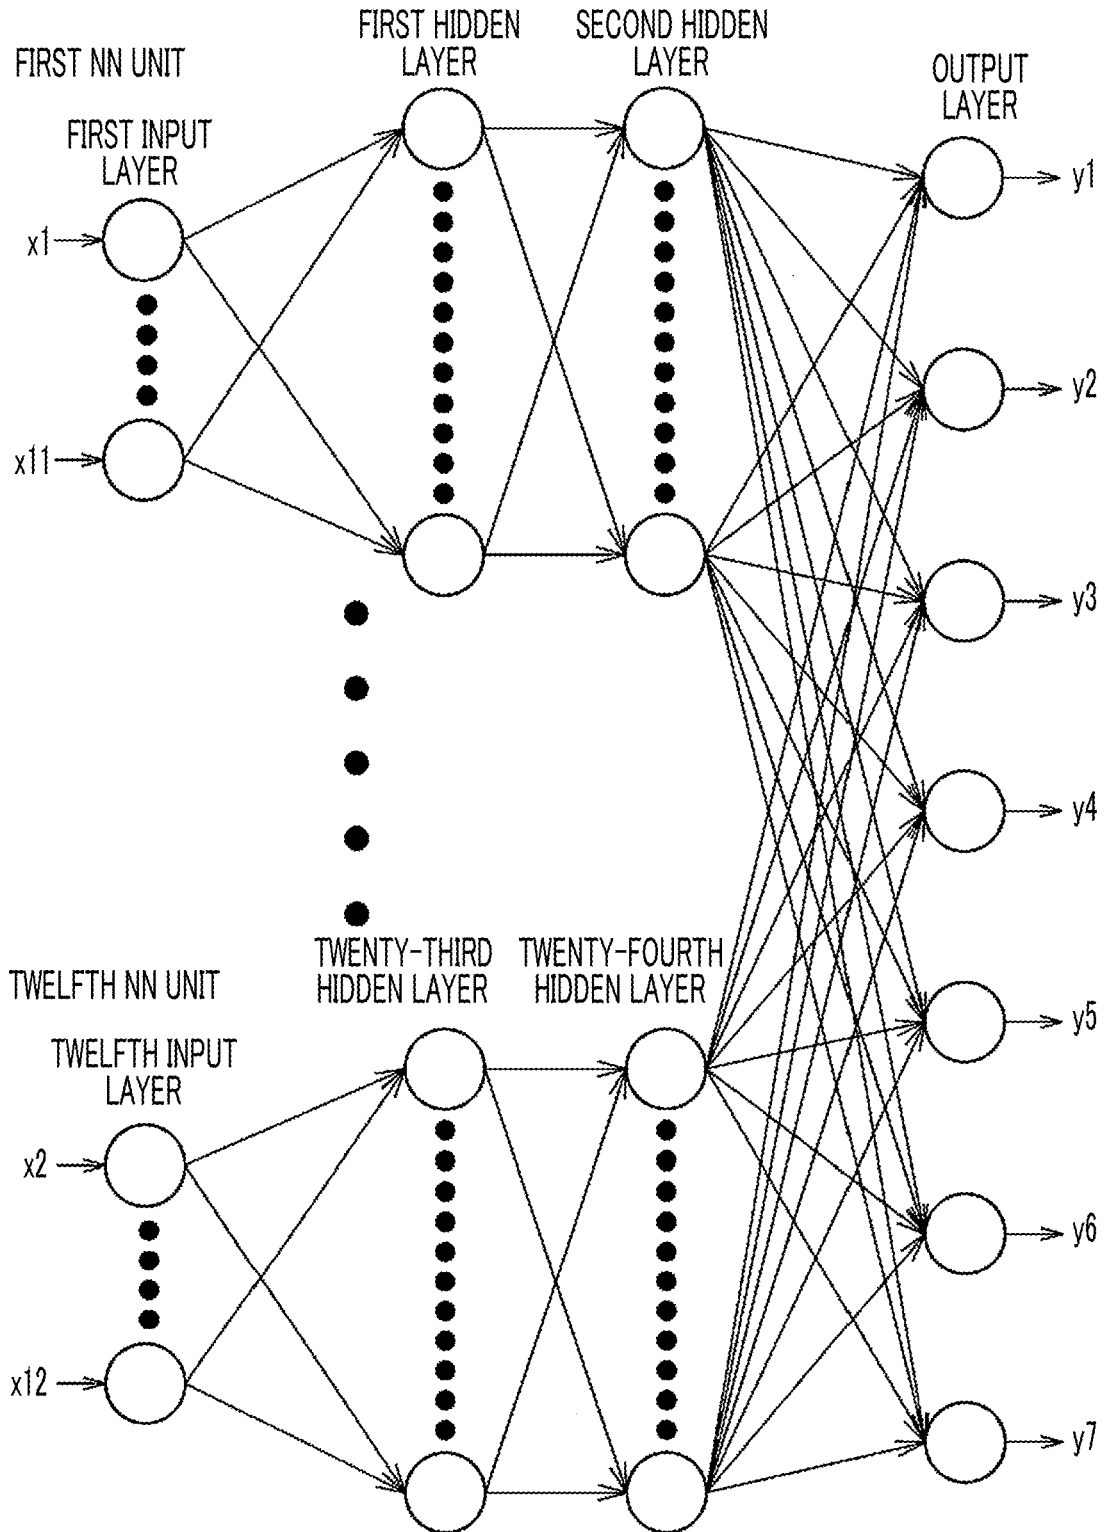 FIRST NN UNIT
FIRST INPUT
LAYER
FIRST HIDDEN
LAYER
SECOND HIDDEN
LAYER
OUTPUT
LAYER
x1
x11
y1
y2
y3
y4
TWELFTH NN UNIT
TWELFTH INPUT
LAYER
TWENTY-THIRD
HIDDEN LAYER
TWENTY-FOURTH
HIDDEN LAYER
x2
x12
y5
y6
y7